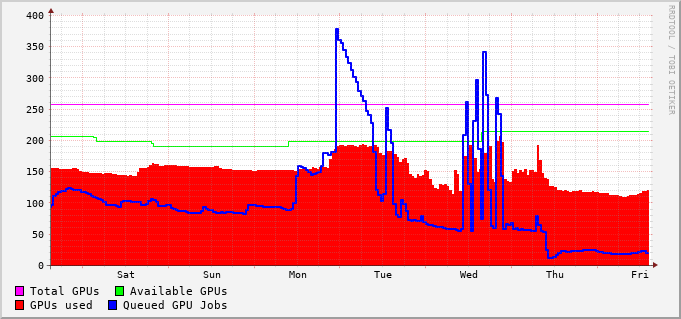 400
350
300
250
200
150
100
50
0
Sat Sun Mon Tue Wed Thu Fri
Total GPUs Available GPUs
GPUs used Queued GPU Jobs
RRDTOOL / TOBI OETIKER